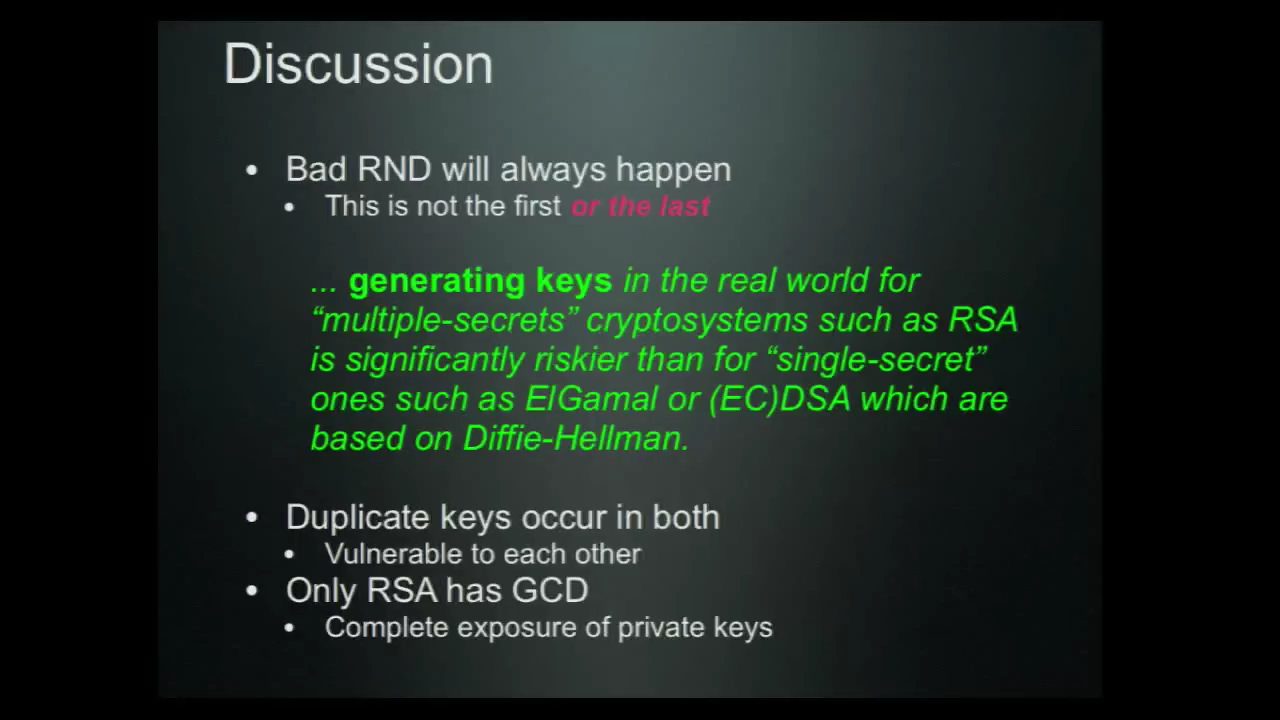 Discussion
• Bad RND will always happen
• This is not the first or the last
... generating keys in the real world for
“multiple-secrets” cryptosystems such as RSA
is significantly riskier than for “single-secret”
ones such as ElGamal or (EC)DSA which are
based on Diffie-Hellman.
• Duplicate keys occur in both
• Vulnerable to each other
• Only RSA has GCD
• Complete exposure of private keys